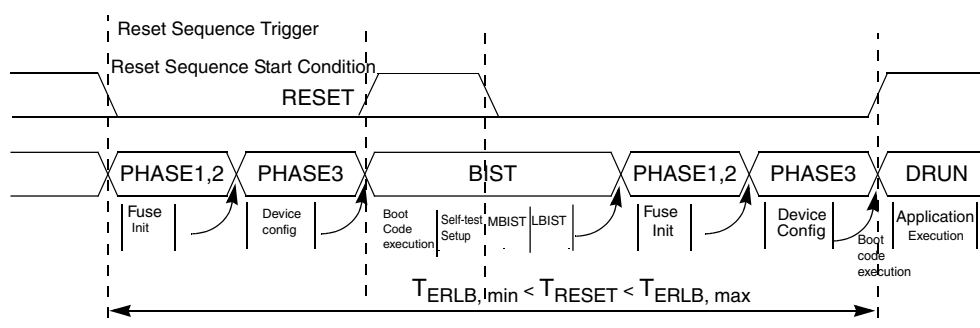 Reset Sequence Trigger
Reset Sequence Start Condition
RESET
PHASE1,2 PHASE3 BIST PHASE1,2 PHASE3 DRUN
Fuse Init
Device config
Boot Code execution
Self-test Setup
MBIST
LBIST
Fuse Init
Device Config
Boot code execution
Application Execution
TERLB, min < TRESET < TERLB, max